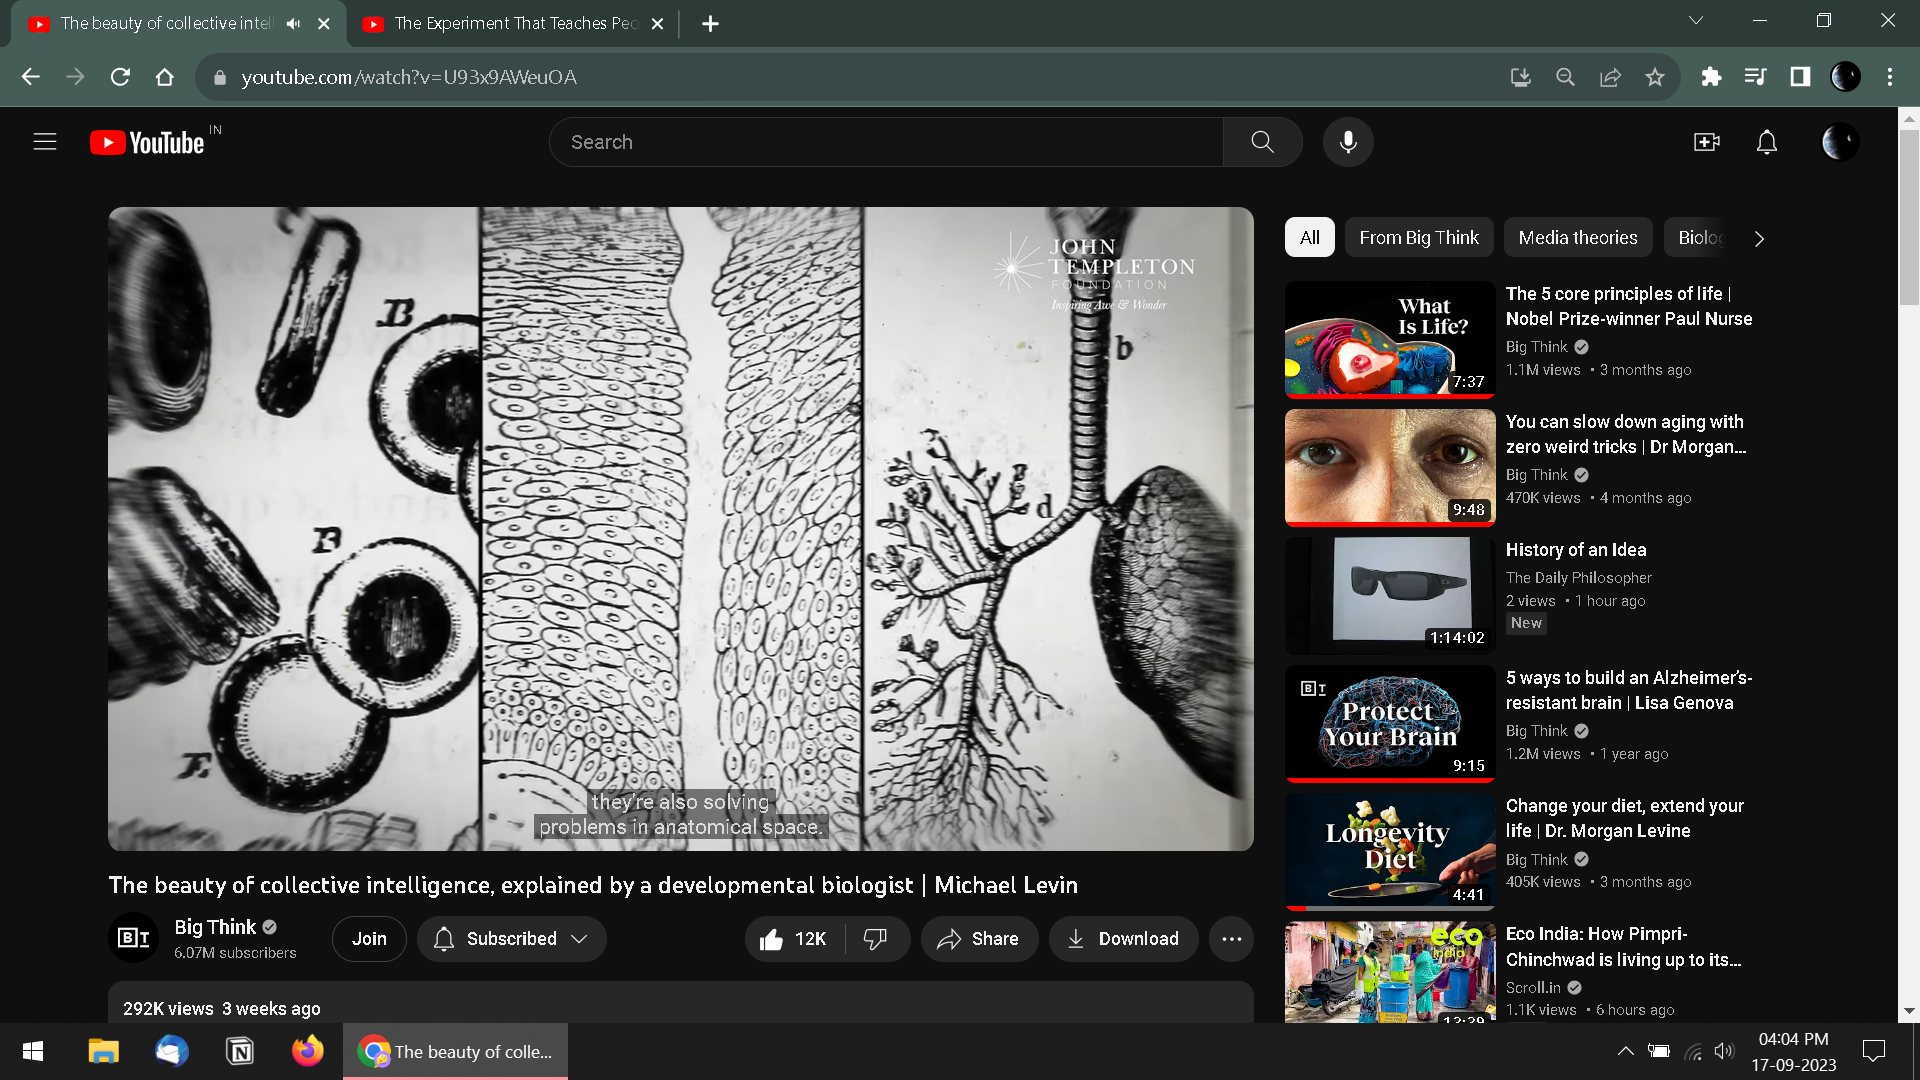 The beauty of collective intel
The Experiment That Teaches Peo
youtube.com/watch?v=U93x9AWeuOA
YouTube IN
Search
B
B
E
b
d
JOHN
TEMPLETON
FOUNDATION
Inspiring Awe & Wonder
they're also solving
problems in anatomical space.
The beauty of collective intelligence, explained by a developmental biologist | Michael Levin
BT
Big Think
6.07M subscribers
Join
Subscribed
12K
Share
Download
292K views 3 weeks ago
All
From Big Think
Media theories
Biolog
What
Is Life?
7:37
The 5 core principles of life |
Nobel Prize-winner Paul Nurse
Big Think
1.1M views • 3 months ago
9:48
You can slow down aging with
zero weird tricks | Dr Morgan...
Big Think
470K views • 4 months ago
1:14:02
History of an Idea
The Daily Philosopher
2 views • 1 hour ago
New
BT
Protect
Your Brain
9:15
5 ways to build an Alzheimer's-
resistant brain | Lisa Genova
Big Think
1.2M views • 1 year ago
Longevity
Diet
4:41
Change your diet, extend your
life | Dr. Morgan Levine
Big Think
405K views • 3 months ago
eco
india
13:39
Eco India: How Pimpri-
Chinchwad is living up to its...
Scroll.in
1.1K views • 6 hours ago
The beauty of colle...
04:04 PM
17-09-2023